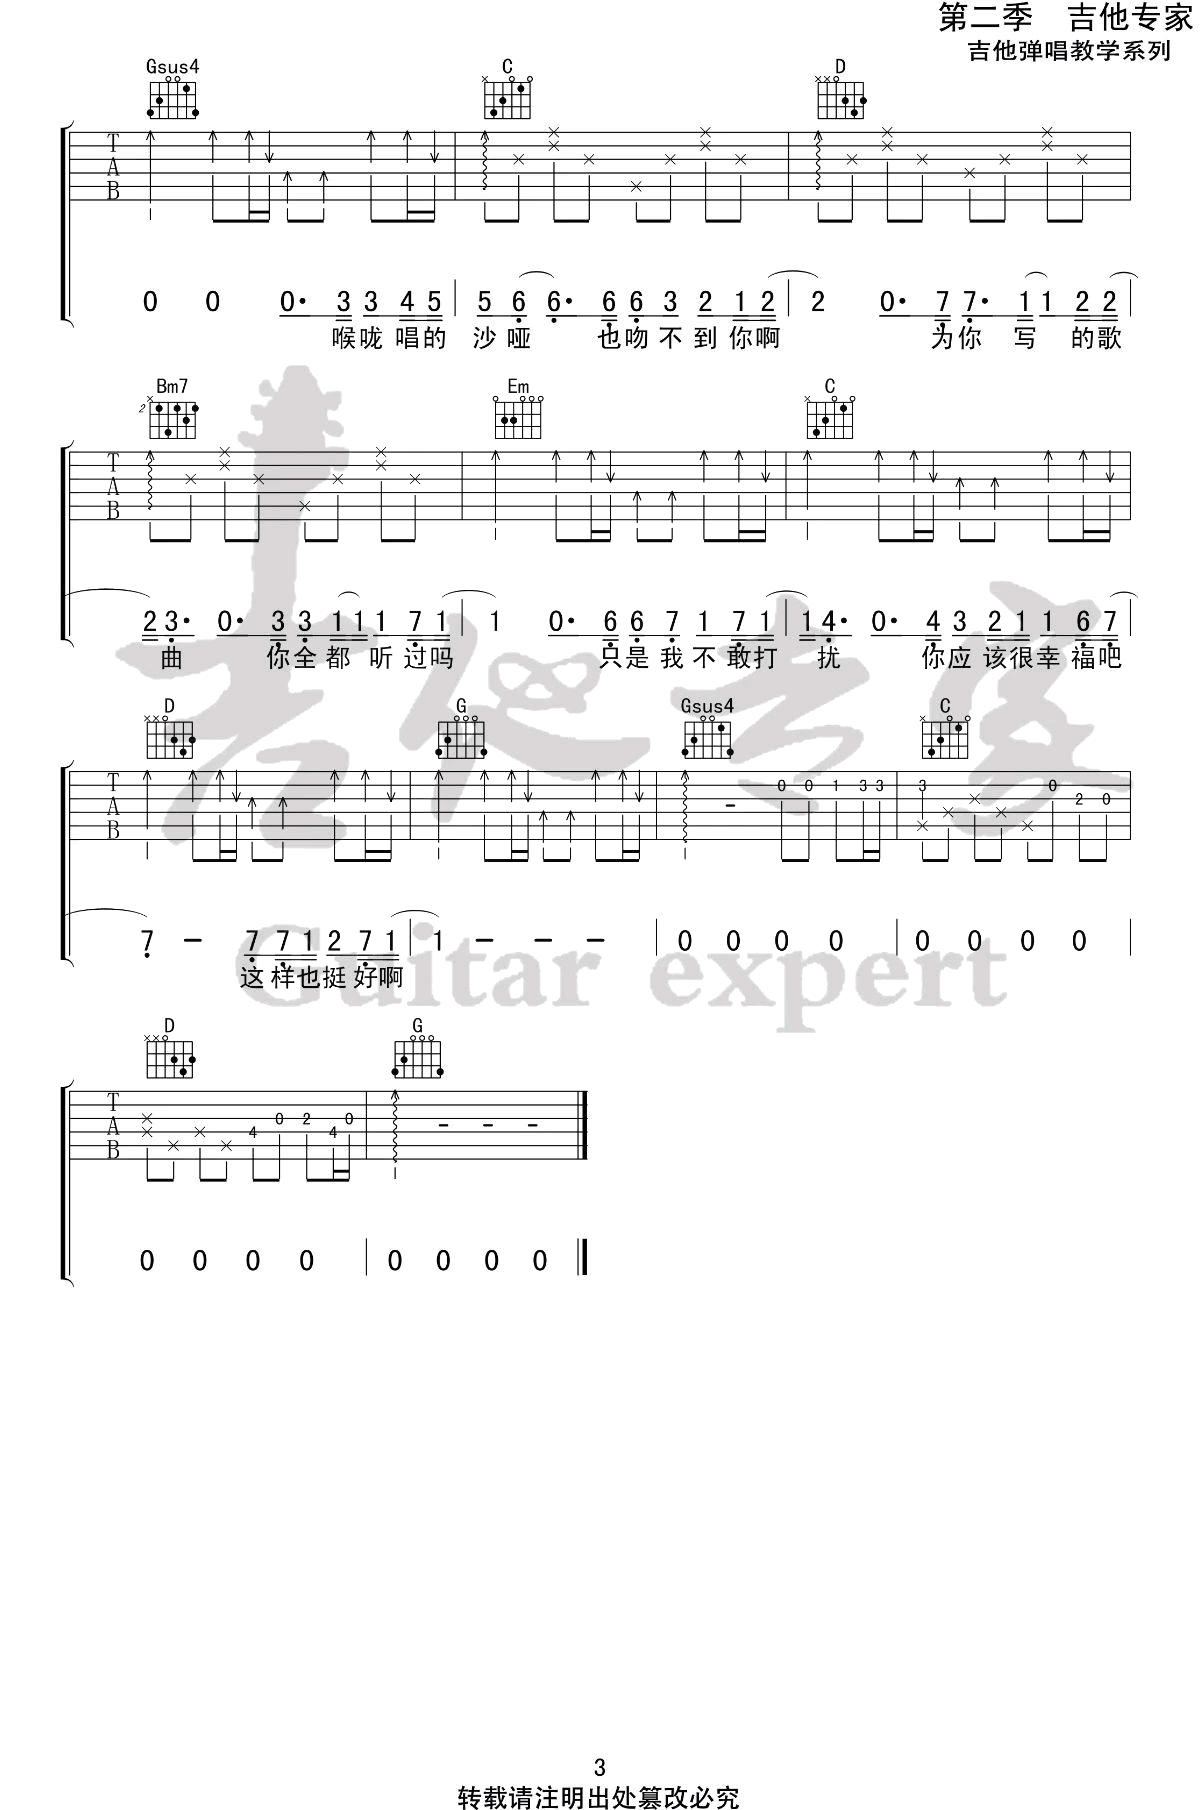 第二季 吉他专家
吉他弹唱教学系列
Gsus4 C D
T
A
B
0 0 0· 3 3 4 5 5 6 6· 6 6 3 2 1 2 2 0· 7 7· 1 1 2 2
喉咙唱的沙哑 也吻不到你啊 为你写的歌
Bm7 Em C
2
T
A
B
2 3· 0· 3 3 1 1 1 7 1 1 0· 6 6 7 1 7 1 1 4· 0· 4 3 2 1 1 6 7
曲 你全都听过吗 只是我不敢打扰 你应该很幸福吧
D G Gsus4 C
T
A
B
- 0 0 1 3 3 3 0 2 0
7 - 7 7 1 2 7 1 1 - - - 0 0 0 0 0 0 0 0
这样也挺好啊
Guitar expert
D G
T
A
B
4 0 2 4 0 - - -
0 0 0 0 0 0 0 0
3
转载请注明出处篡改必究